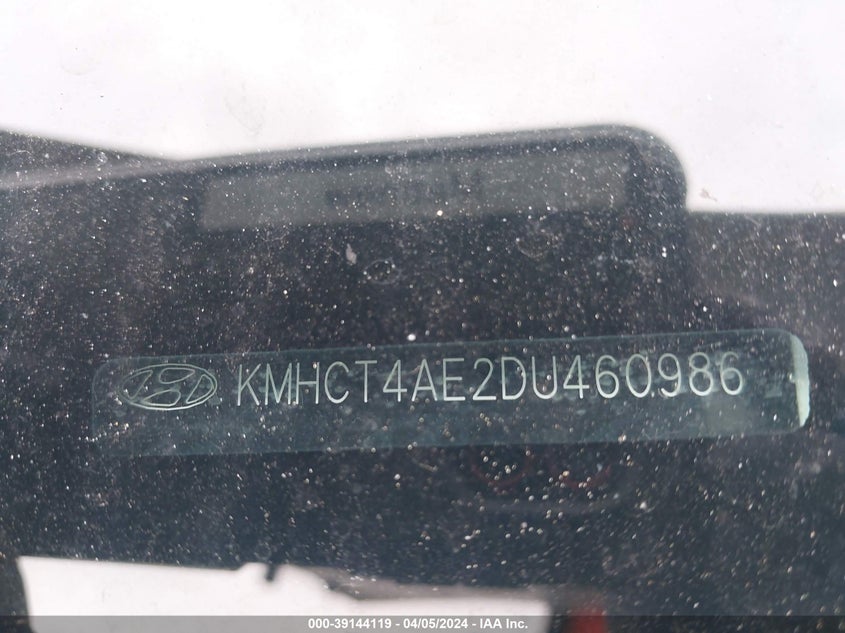 KMHCT4AE2DU460986
000-39144119 | 04/05/2024 - IAA Inc.